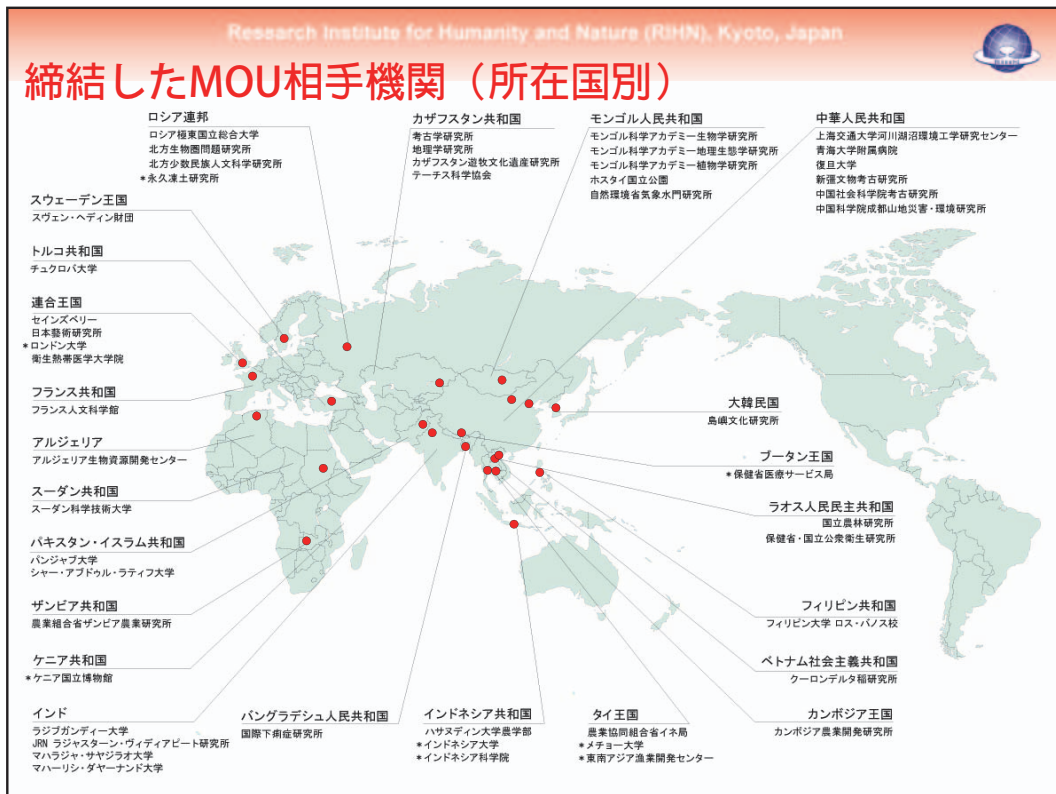 Research Institute for Humanity and Nature (RIHN), Kyoto, Japan
締結したMOU相手機関（所在国別）
ロシア連邦
ロシア極東国立総合大学
北方生物圏問題研究所
北方少数民族人文科学研究所
*永久凍土研究所
カザフスタン共和国
考古学研究所
地理学研究所
カザフスタン遊牧文化遺産研究所
テーチス科学協会
モンゴル人民共和国
モンゴル科学アカデミー生物学研究所
モンゴル科学アカデミー地理生態学研究所
モンゴル科学アカデミー植物学研究所
ホスタイ国立公園
自然環境省気象水門研究所
中華人民共和国
上海交通大学河川湖沼環境工学研究センター
青海大学附属病院
復旦大学
新彊文物考古研究所
中国社会科学院考古研究所
中国科学院成都山地災害・環境研究所
スウェーデン王国
スヴェン・ヘディン財団
トルコ共和国
チュクロバ大学
連合王国
セインズベリー
日本藝術研究所
*ロンドン大学
衛生熱帯医学大学院
フランス共和国
フランス人文科学館
アルジェリア
アルジェリア生物資源開発センター
スーダン共和国
スーダン科学技術大学
パキスタン・イスラム共和国
パンジャブ大学
シャー・アブドゥル・ラティフ大学
ザンビア共和国
農業組合省ザンビア農業研究所
ケニア共和国
*ケニア国立博物館
インド
ラジブガンディー大学
JRN ラジャスターン・ヴィディアピート研究所
マハラジャ・サヤジラオ大学
マハーリシ・ダヤーナンド大学
バングラデシュ人民共和国
国際下痢症研究所
インドネシア共和国
ハサヌディン大学農学部
*インドネシア大学
*インドネシア科学院
タイ王国
農業協同組合省イネ局
*メチョー大学
*東南アジア漁業開発センター
大韓民国
島嶼文化研究所
ブータン王国
*保健省医療サービス局
ラオス人民民主共和国
国立農林研究所
保健省・国立公衆衛生研究所
フィリピン共和国
フィリピン大学 ロス・バノス校
ベトナム社会主義共和国
クーロンデルタ稲研究所
カンボジア王国
カンボジア農業開発研究所